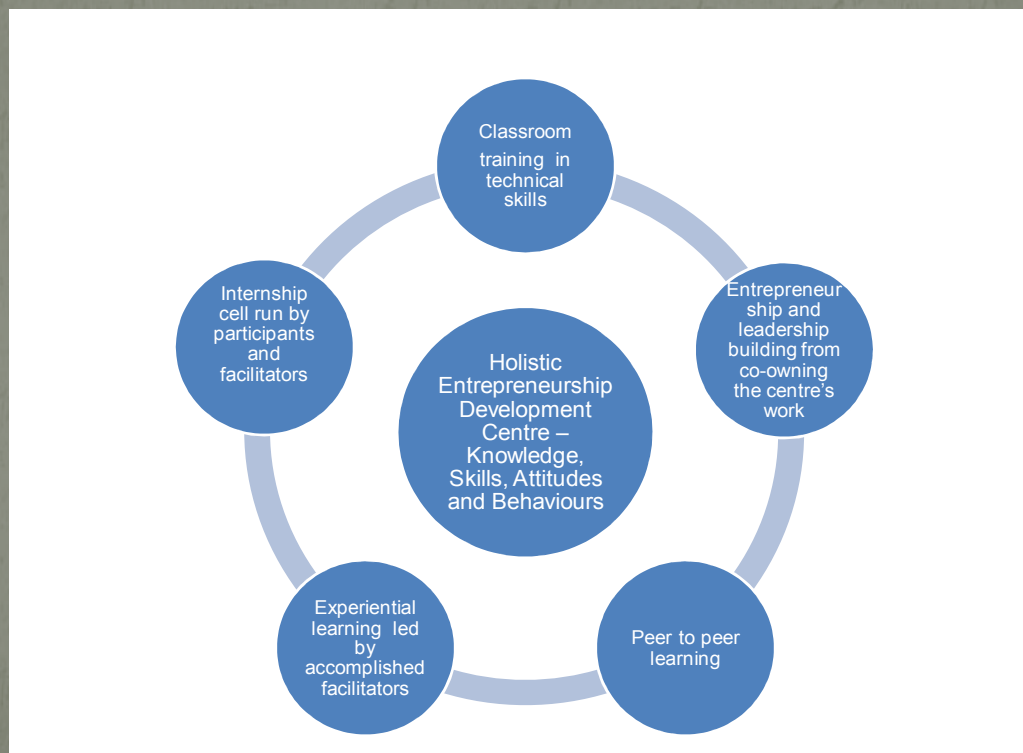 Classroom
training in
technical
skills
Entrepreneur
ship and
leadership
building from
co-owning
the centre’s
work
Peer to peer
learning
Experiential
learning led
by
accomplished
facilitators
Internship
cell run by
participants
and
facilitators
Holistic
Entrepreneurship
Development
Centre –
Knowledge,
Skills, Attitudes
and Behaviours